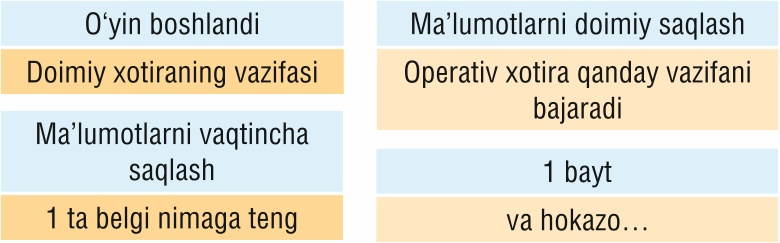 O‘yin boshlandi
Doimiy xotiraning vazifasi
Ma’lumotlarni doimiy saqlash
Operativ xotira qanday vazifani
bajaradi
Ma’lumotlarni vaqtincha
saqlash
1 ta belgi nimaga teng
1 bayt
va hokazo…